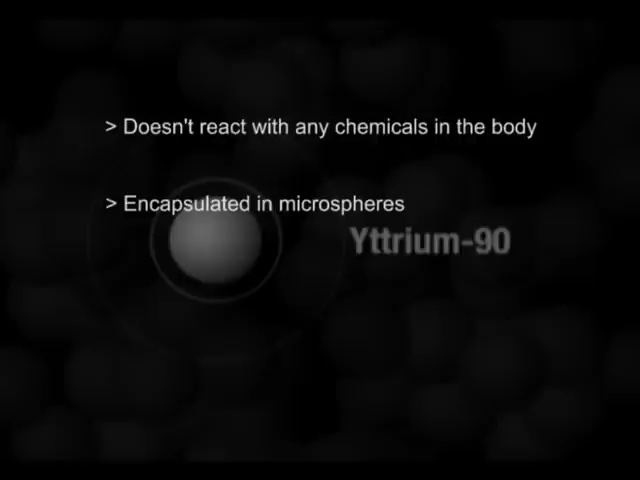 > Doesn't react with any chemicals in the body
> Encapsulated in microspheres
Yttrium-90